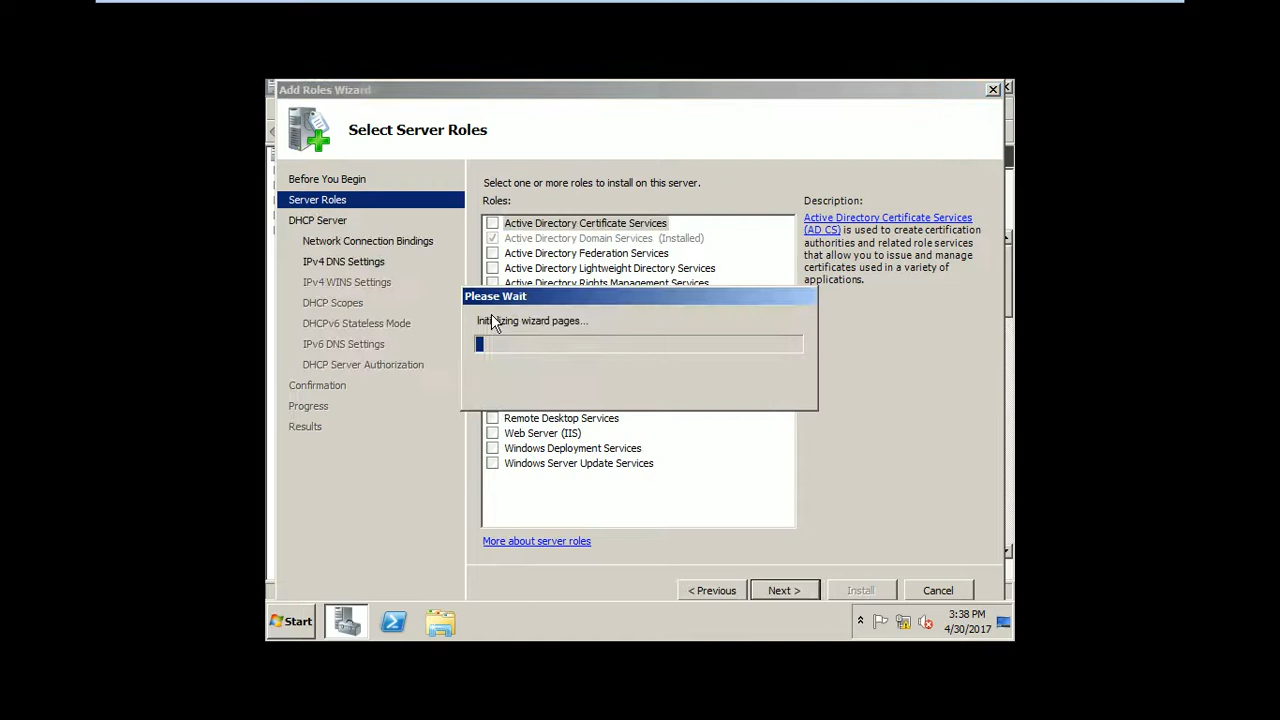 Add Roles Wizard
Select Server Roles
Before You Begin
Server Roles
DHCP Server
Network Connection Bindings
IPv4 DNS Settings
IPv4 WINS Settings
DHCP Scopes
DHCPv6 Stateless Mode
IPv6 DNS Settings
DHCP Server Authorization
Confirmation
Progress
Results
Select one or more roles to install on this server.
Roles:
Active Directory Certificate Services
Active Directory Domain Services (Installed)
Active Directory Federation Services
Active Directory Lightweight Directory Services
Active Directory Rights Management Services
Please Wait
Initializing wizard pages...
Remote Desktop Services
Web Server (IIS)
Windows Deployment Services
Windows Server Update Services
More about server roles
Description:
Active Directory Certificate Services
(AD CS) is used to create certification
authorities and related role services
that allow you to issue and manage
certificates used in a variety of
applications.
< Previous
Next >
Install
Cancel
Start
3:38 PM
4/30/2017